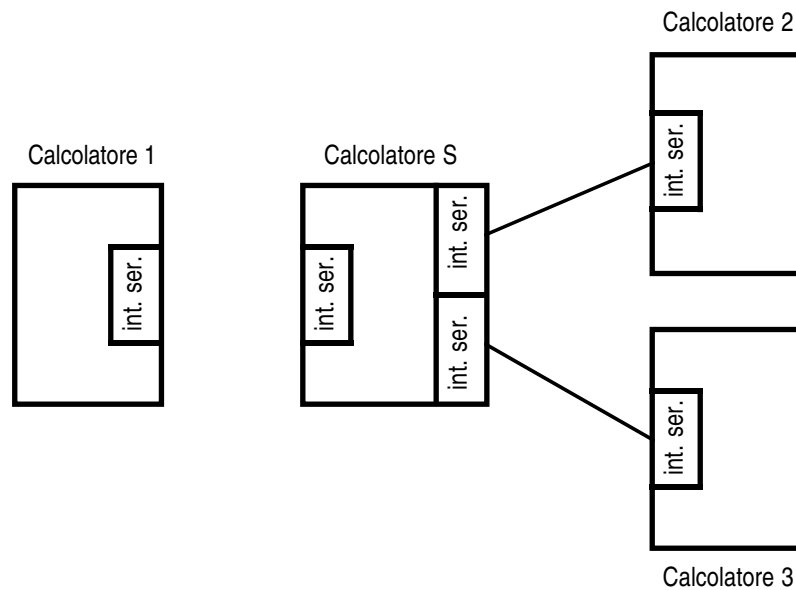 Calcolatore 2
Calcolatore 1
Calcolatore S
int. ser.
int. ser.
int. ser.
int. ser.
int. ser.
int. ser.
Calcolatore 3